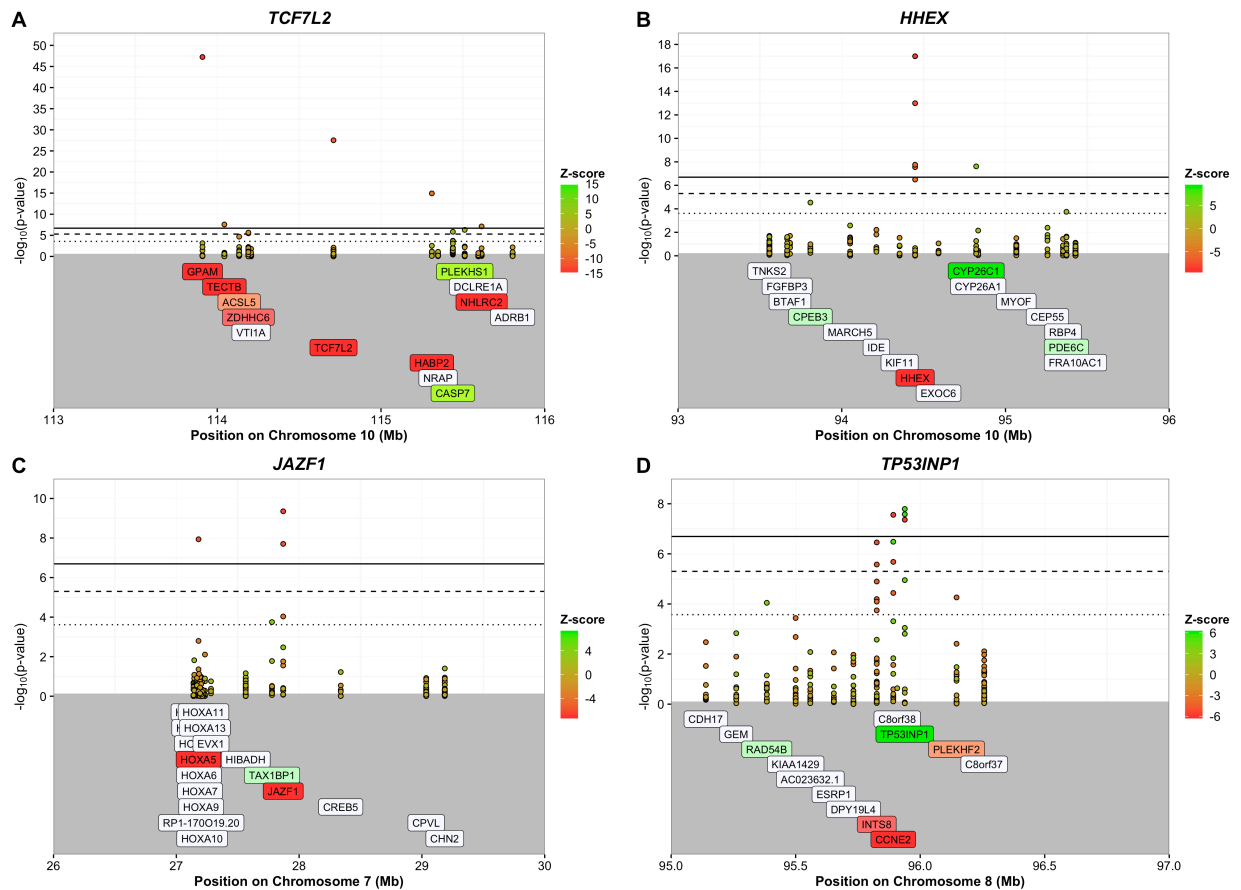 A
TCF7L2
-log10(p-value)
50
45
40
35
30
25
20
15
10
5
0
GPAM
TECTB
ACSL5
ZDHHC6
VTI1A
TCF7L2
HABP2
NRAP
CASP7
PLEKHS1
DCLRE1A
NHLRC2
ADRB1
113
114
115
116
Position on Chromosome 10 (Mb)
Z-score
15
10
5
0
-5
-10
-15
B
HHEX
-log10(p-value)
18
16
14
12
10
8
6
4
2
0
TNKS2
FGFBP3
BTAF1
CPEB3
MARCH5
IDE
KIF11
HHEX
EXOC6
CYP26C1
CYP26A1
MYOF
CEP55
RBP4
PDE6C
FRA10AC1
93
94
95
96
Position on Chromosome 10 (Mb)
Z-score
5
0
-5
C
JAZF1
-log10(p-value)
10
8
6
4
2
0
HOXA11
HOXA13
EVX1
HOXA5
HIBADH
HOXA6
TAX1BP1
HOXA7
JAZF1
HOXA9
CREB5
RP1-170O19.20
CPVL
HOXA10
CHN2
26
27
28
29
30
Position on Chromosome 7 (Mb)
Z-score
4
0
-4
D
TP53INP1
-log10(p-value)
8
6
4
2
0
CDH17
GEM
RAD54B
KIAA1429
AC023632.1
ESRP1
DPY19L4
INTS8
CCNE2
C8orf38
TP53INP1
PLEKHF2
C8orf37
95.0
95.5
96.0
96.5
97.0
Position on Chromosome 8 (Mb)
Z-score
6
3
0
-3
-6